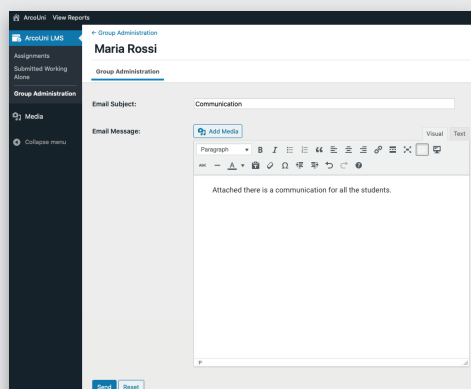 ArcoUni View Reports
ArcoUni LMS
Assignments
Submitted Working
Alone
Group Administration
Media
Collapse menu
← Group Administration
Maria Rossi
Group Administration
Email Subject:
Communication
Email Message:
Add Media
Visual Text
Paragraph
B I
ABC A Ω
Attached there is a communication for all the students.
P
Send Reset